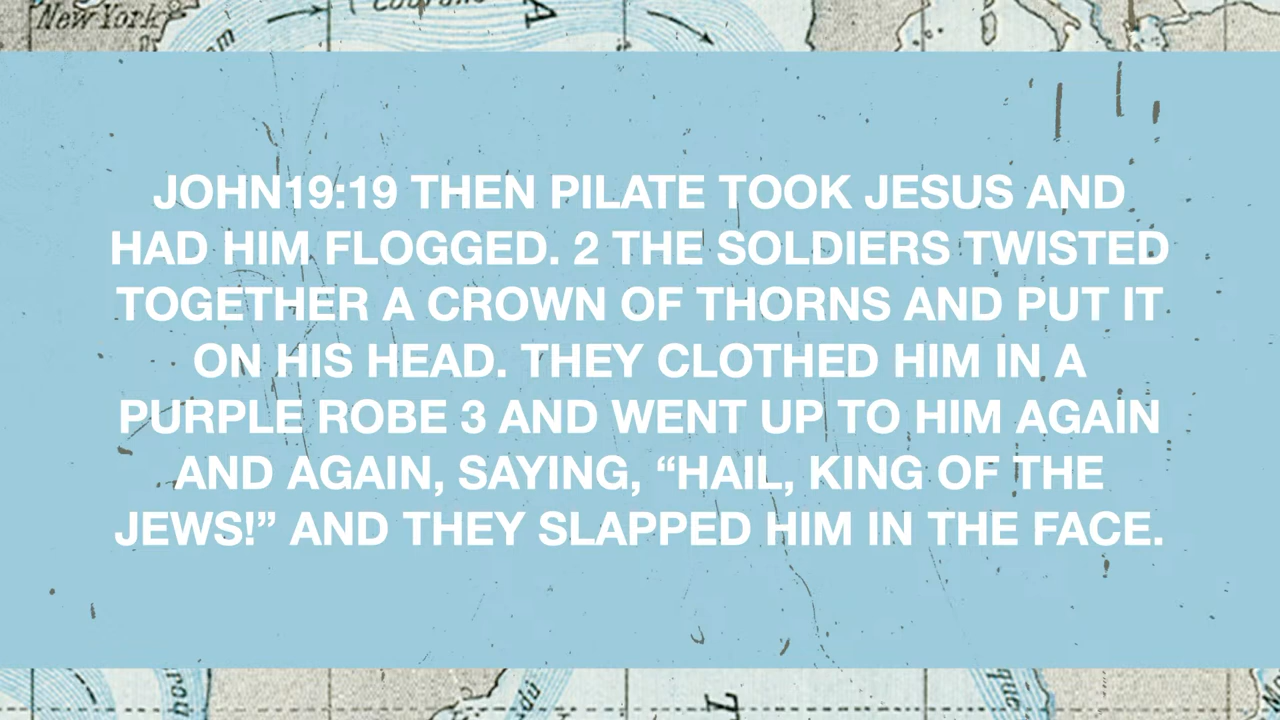 New York
JOHN19:19 THEN PILATE TOOK JESUS AND
HAD HIM FLOGGED. 2 THE SOLDIERS TWISTED
TOGETHER A CROWN OF THORNS AND PUT IT
ON HIS HEAD. THEY CLOTHED HIM IN A
PURPLE ROBE 3 AND WENT UP TO HIM AGAIN
AND AGAIN, SAYING, “HAIL, KING OF THE
JEWS!” AND THEY SLAPPED HIM IN THE FACE.